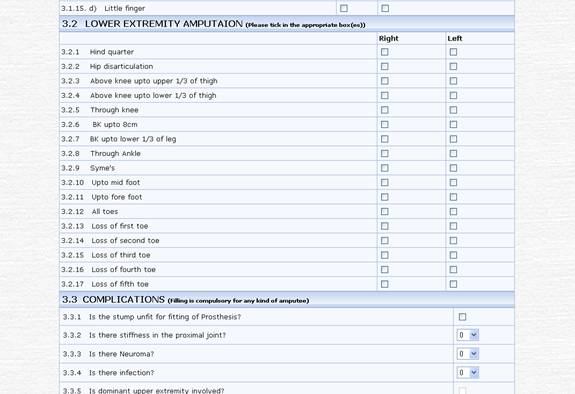 3.1.15. d) Little finger
3.2 LOWER EXTREMITY AMPUTAION (Please tick in the appropriate box(es))
Right Left
3.2.1 Hind quarter
3.2.2 Hip disarticulation
3.2.3 Above knee upto upper 1/3 of thigh
3.2.4 Above knee upto lower 1/3 of thigh
3.2.5 Through knee
3.2.6 BK upto 8cm
3.2.7 BK upto lower 1/3 of leg
3.2.8 Through Ankle
3.2.9 Syme's
3.2.10 Upto mid foot
3.2.11 Upto fore foot
3.2.12 All toes
3.2.13 Loss of first toe
3.2.14 Loss of second toe
3.2.15 Loss of third toe
3.2.16 Loss of fourth toe
3.2.17 Loss of fifth toe
3.3 COMPLICATIONS (Filling is compulsory for any kind of amputee)
3.3.1 Is the stump unfit for fitting of Prosthesis?
3.3.2 Is there stiffness in the proximal joint? 0
3.3.3 Is there Neuroma? 0
3.3.4 Is there infection? 0
3.3.5 Is dominant upper extremity involved?